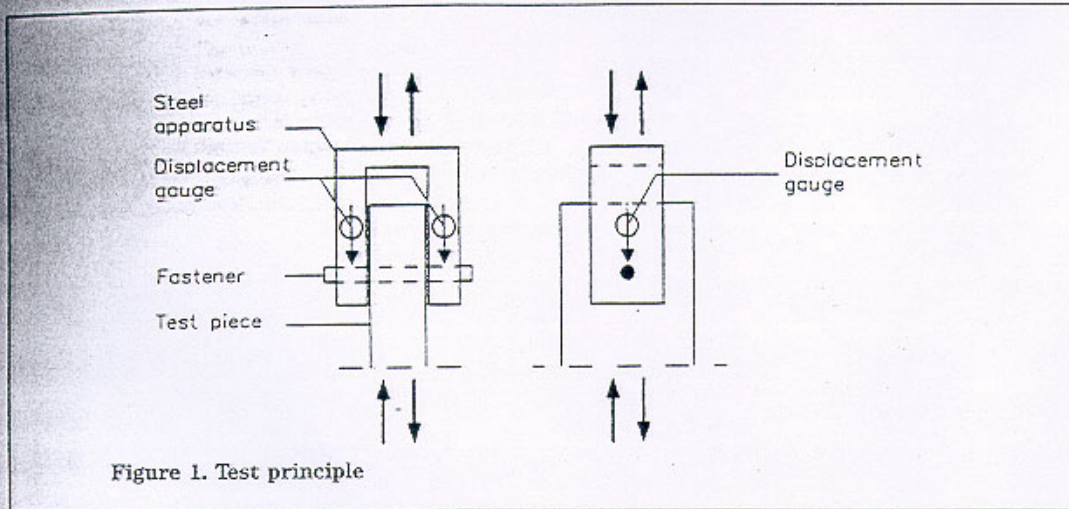 Steel
apparatus
Displacement
gauge
Fastener
Test piece
Displacement
gauge
Figure 1. Test principle